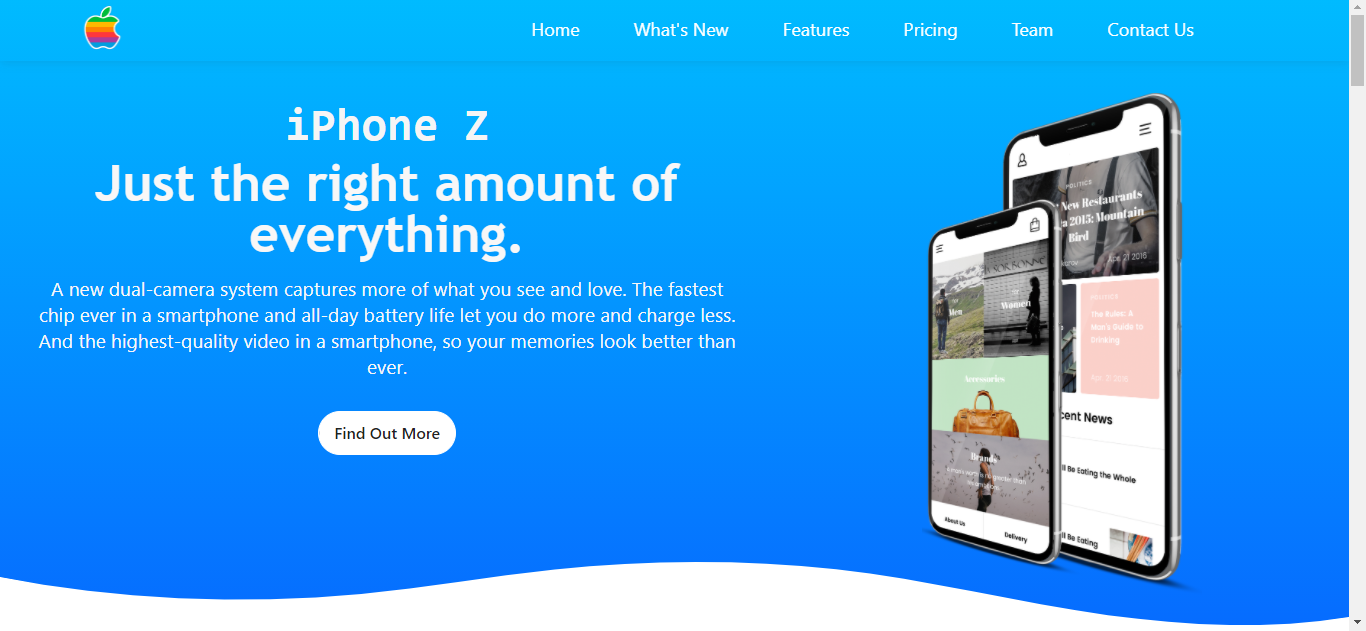 Home What's New Features Pricing Team Contact Us
iPhone Z
Just the right amount of
everything.
A new dual-camera system captures more of what you see and love. The fastest
chip ever in a smartphone and all-day battery life let you do more and charge less.
And the highest-quality video in a smartphone, so your memories look better than
ever.
Find Out More
POLITICS
New Restaurants
2015: Mountain
Bird
Apr. 21 2016
POLITICS
The Rules: A
Man's Guide to
Drinking
Apr. 21 2016
cent News
ll Be Eating the Whole
ll Be Eating
Men
Women
Accessories
Brands
About Us
Delivery